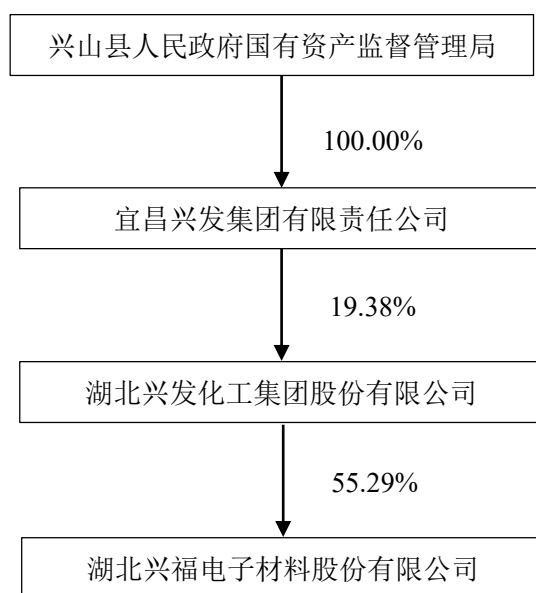 兴山县人民政府国有资产监督管理局
100.00%
宜昌兴发集团有限责任公司
19.38%
湖北兴发化工集团股份有限公司
55.29%
湖北兴福电子材料股份有限公司